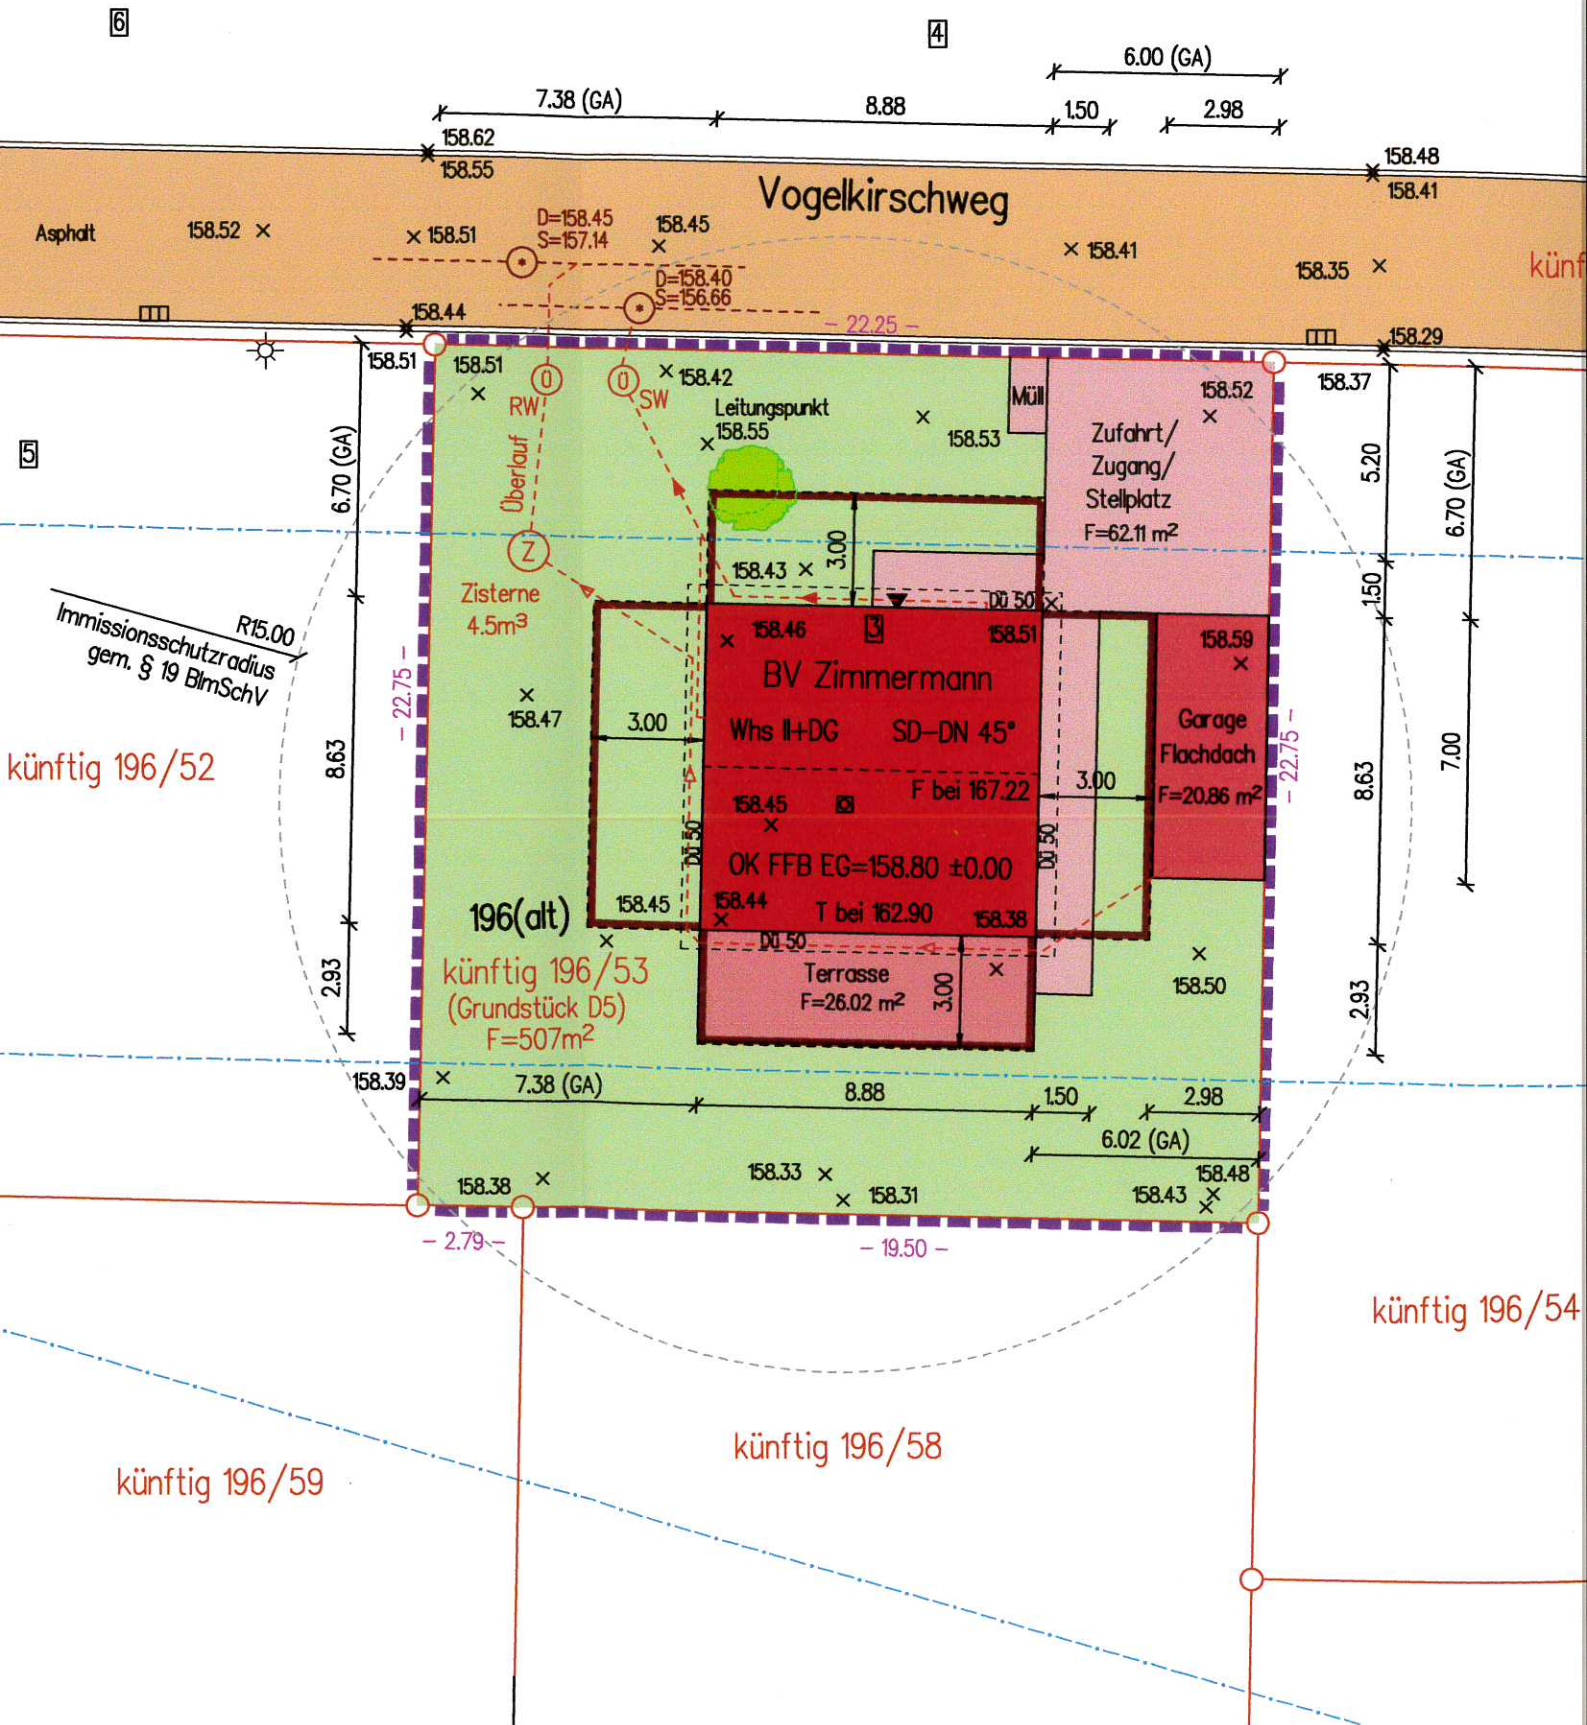 6
4
6.00 (GA)
7.38 (GA)
8.88
1.50
2.98
158.62
158.55
158.48
158.41
Vogelkirschweg
Asphalt
158.52
158.51
D=158.45
S=157.14
158.45
158.41
158.35
künf
D=158.40
S=156.66
158.44
- 22.25 -
158.29
158.51
158.51
158.42
158.37
158.52
Ü
Ü
RW
SW
Müll
Leitungspunkt
158.55
158.53
Zufahrt/
Zugang/
Stellplatz
F=62.11 m²
5
6.70 (GA)
Überlauf
5.20
6.70 (GA)
Z
3.00
158.43
Zisterne
4.5m³
Dü 50
1.50
R15.00
Immissionsschutzradius
gem. § 19 BImSchV
158.46
3
158.51
158.59
BV Zimmermann
- 22.75 -
158.47
3.00
Whs II+DG
SD-DN 45°
Garage
Flachdach
F=20.86 m²
- 22.75 -
7.00
künftig 196/52
8.63
F bei 167.22
3.00
8.63
158.45
Dü 50
Dü 50
OK FFB EG=158.80 ±0.00
158.45
158.44
T bei 162.90
158.38
196(alt)
Dü 50
künftig 196/53
(Grundstück D5)
F=507m²
2.93
Terrasse
F=26.02 m²
3.00
158.50
2.93
158.39
7.38 (GA)
8.88
1.50
2.98
6.02 (GA)
158.38
158.33
158.31
158.48
158.43
- 2.79 -
- 19.50 -
künftig 196/54
künftig 196/58
künftig 196/59